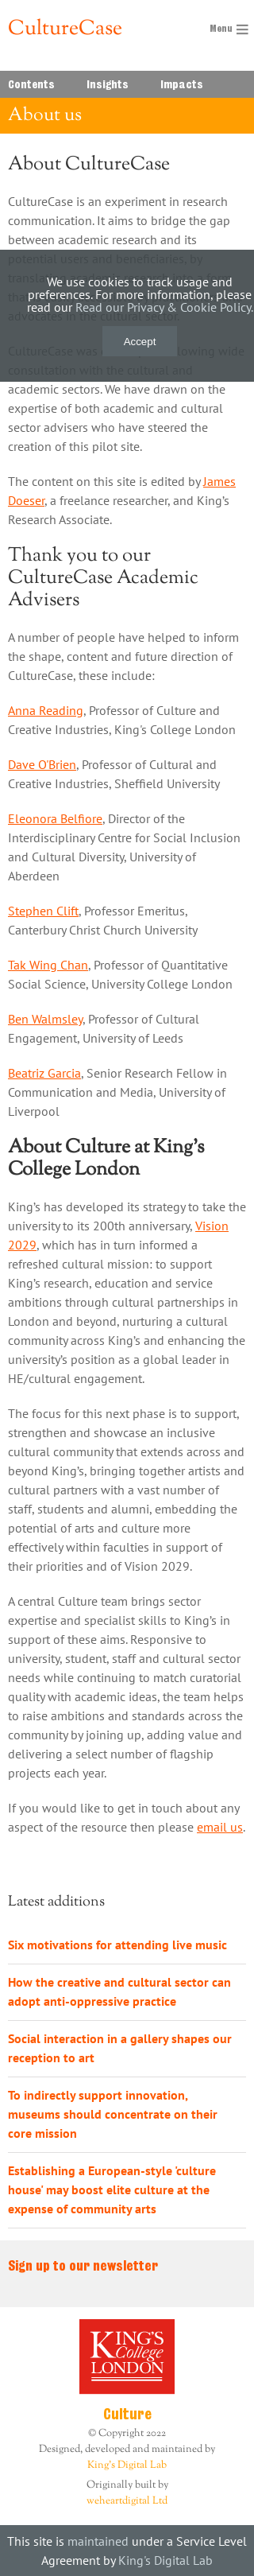 CultureCase
Menu
Contents Insights Impacts
About us
About CultureCase
CultureCase is an experiment in research
communication. It aims to bridge the gap
between academic research and its
potential users and beneficiaries, by
We use cookies to track usage and
preferences. For more information, please
read our Read our Privacy & Cookie Policy.
Accept
CultureCase was
wing wide
consultation with the cultural and
academic sectors. We have drawn on the
expertise of both academic and cultural
sector advisers who have steered the
creation of this pilot site.
The content on this site is edited by James
Doeser, a freelance researcher, and King's
Research Associate.
Thank you to our
CultureCase Academic
Advisers
A number of people have helped to inform
the shape, content and future direction of
CultureCase, these include:
Anna Reading, Professor of Culture and
Creative Industries, King's College London
Dave O'Brien, Professor of Cultural and
Creative Industries, Sheffield University
Eleonora Belfiore, Director of the
Interdisciplinary Centre for Social Inclusion
and Cultural Diversity, University of
Aberdeen
Stephen Clift, Professor Emeritus,
Canterbury Christ Church University
Tak Wing Chan, Professor of Quantitative
Social Science, University College London
Ben Walmsley, Professor of Cultural
Engagement, University of Leeds
Beatriz Garcia, Senior Research Fellow in
Communication and Media, University of
Liverpool
About Culture at King's
College London
King's has developed its strategy to take the
university to its 200th anniversary, Vision
2029, which has in turn informed a
refreshed cultural mission: to support
King's research, education and service
ambitions through cultural partnerships in
London and beyond, nurturing a cultural
community across King's and enhancing the
university's position as a global leader in
HE/cultural engagement.
The focus for this next phase is to support,
strengthen and showcase an inclusive
cultural community that extends across and
beyond King's, bringing together artists and
cultural partners with a vast number of
staff, students and alumni, embedding the
potential of arts and culture more
effectively within faculties in support of
their priorities and of Vision 2029.
A central Culture team brings sector
expertise and specialist skills to King's in
support of these aims. Responsive to
university, student, staff and cultural sector
needs while continuing to match curatorial
quality with academic ideas, the team helps
to raise ambitions and standards across the
community by joining up, adding value and
delivering a select number of flagship
projects each year.
If you would like to get in touch about any
aspect of the resource then please email us.
Latest additions
Six motivations for attending live music
How the creative and cultural sector can
adopt anti-oppressive practice
Social interaction in a gallery shapes our
reception to art
To indirectly support innovation,
museums should concentrate on their
core mission
Establishing a European-style 'culture
house' may boost elite culture at the
expense of community arts
Sign up to our newsletter
KING'S
College
LONDON
Culture
© Copyright 2022
Designed, developed and maintained by
King's Digital Lab
Originally built by
weheartdigital Ltd
This site is maintained under a Service Level
Agreement by King's Digital Lab